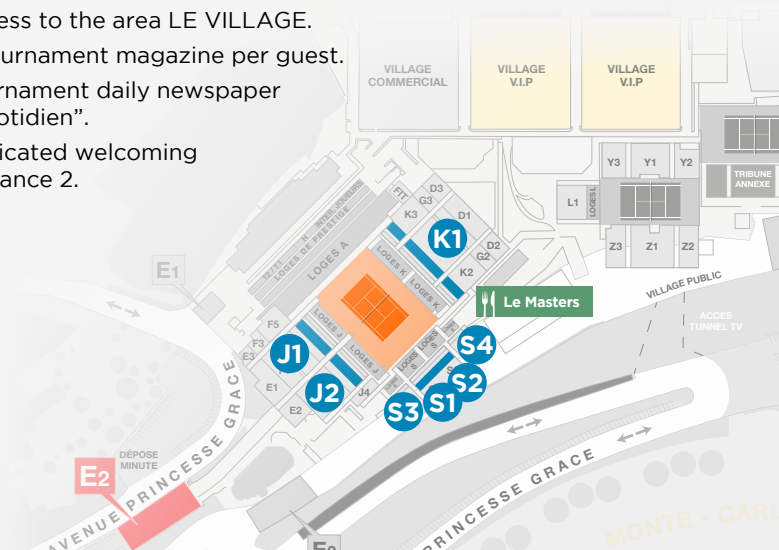 ess to the area LE VILLAGE.
urnament magazine per guest.
rnament daily newspaper
otidien”.
icated welcoming
ance 2.
VILLAGE
COMMERCIAL
VILLAGE
V.I.P
VILLAGE
V.I.P
Y3
Y1
Y2
TRIBUNE
ANNEXE
L1
LOGES L
Z3
Z1
Z2
VILLAGE PUBLIC
ACCES
TUNNEL TV
D3
G3
FIT
K3
D1
K1
D2
G2
K2
H INTER JOUEURS
LOGES DE PRESTIGE
LOGES A
LOGES K
LOGES K
Le Masters
E1
F5
F3
E3
LOGES J
LOGES J
J1
J2
J4
E1
E2
LOGES
S
LOGES
S
S4
S2
S1
S3
DÉPOSE
MINUTE
E2
AVENUE PRINCESSE GRACE
PRINCESSE GRACE
MONTE - CARL